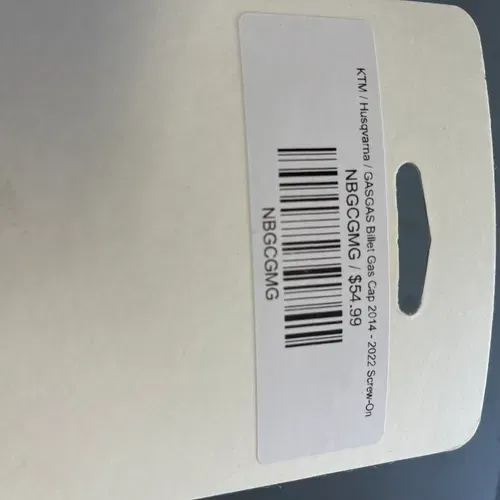 KTM / Husqvarna / GASGAS Billet Gas Cap 2014 - 2022 Screw-On
NBGCGMG / $54.99
NBGCGMG